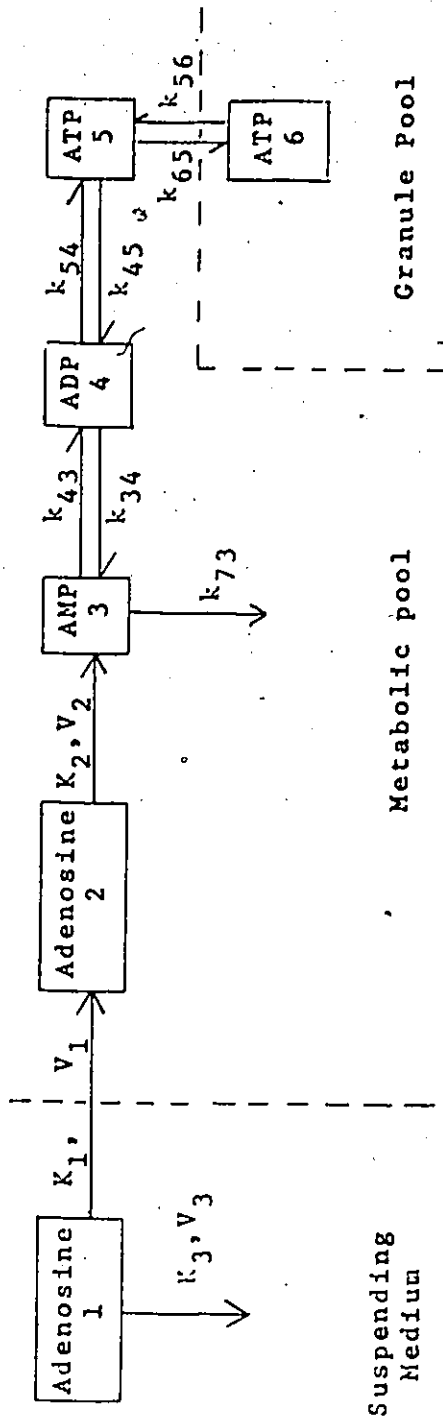 Adenosine
1
K₁,
V₁
K₃, V₃
Adenosine
2
K₂, V₂
AMP
3
k₇₃
k₄₃
k₃₄
ADP
4
k₅₄
k₄₅
ATP
5
k₆₅
k₅₆
ATP
6
Suspending
Medium
Metabolic pool
Granule Pool